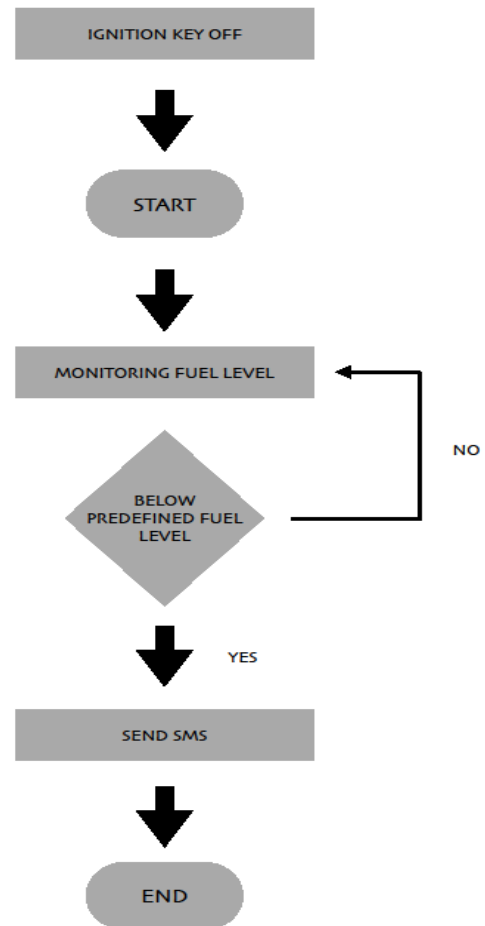 IGNITION KEY OFF
START
MONITORING FUEL LEVEL
NO
BELOW
PREDEFINED FUEL
LEVEL
YES
SEND SMS
END